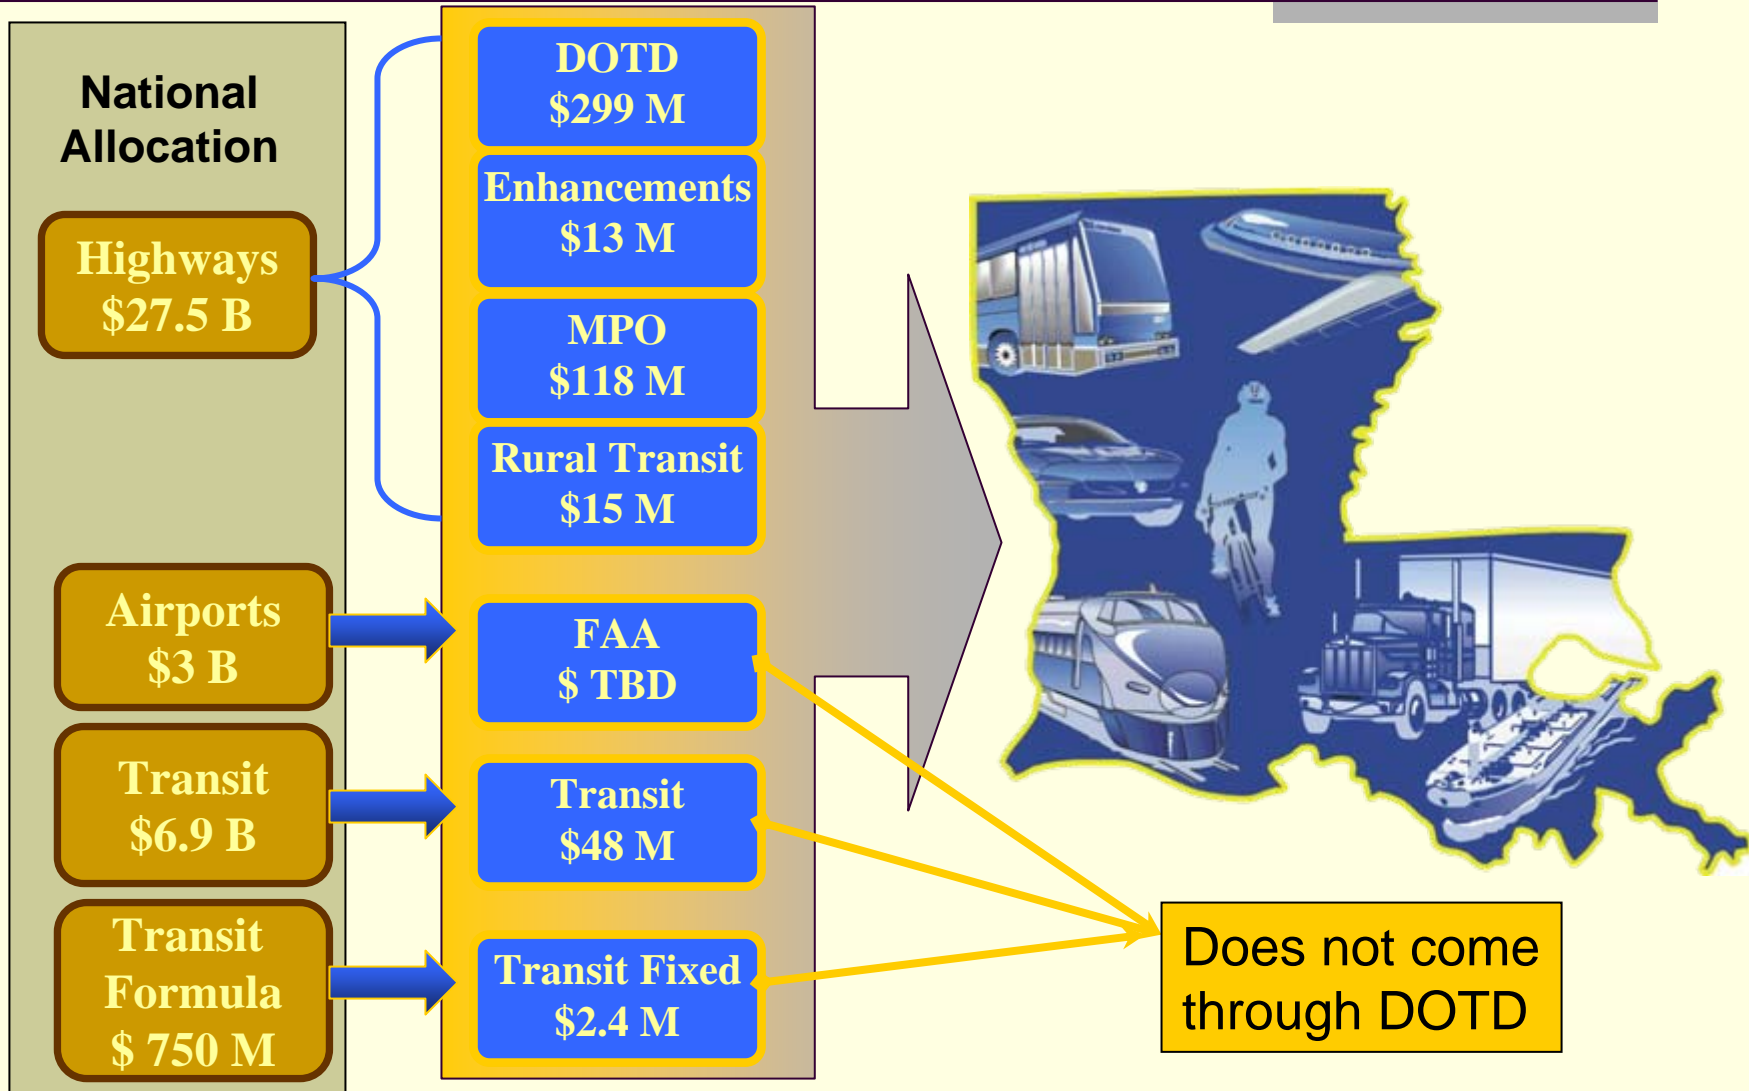 National
Allocation
Highways
$27.5 B
Airports
$3 B
Transit
$6.9 B
Transit
Formula
$ 750 M
DOTD
$299 M
Enhancements
$13 M
MPO
$118 M
Rural Transit
$15 M
FAA
$ TBD
Transit
$48 M
Transit Fixed
$2.4 M
Does not come
through DOTD